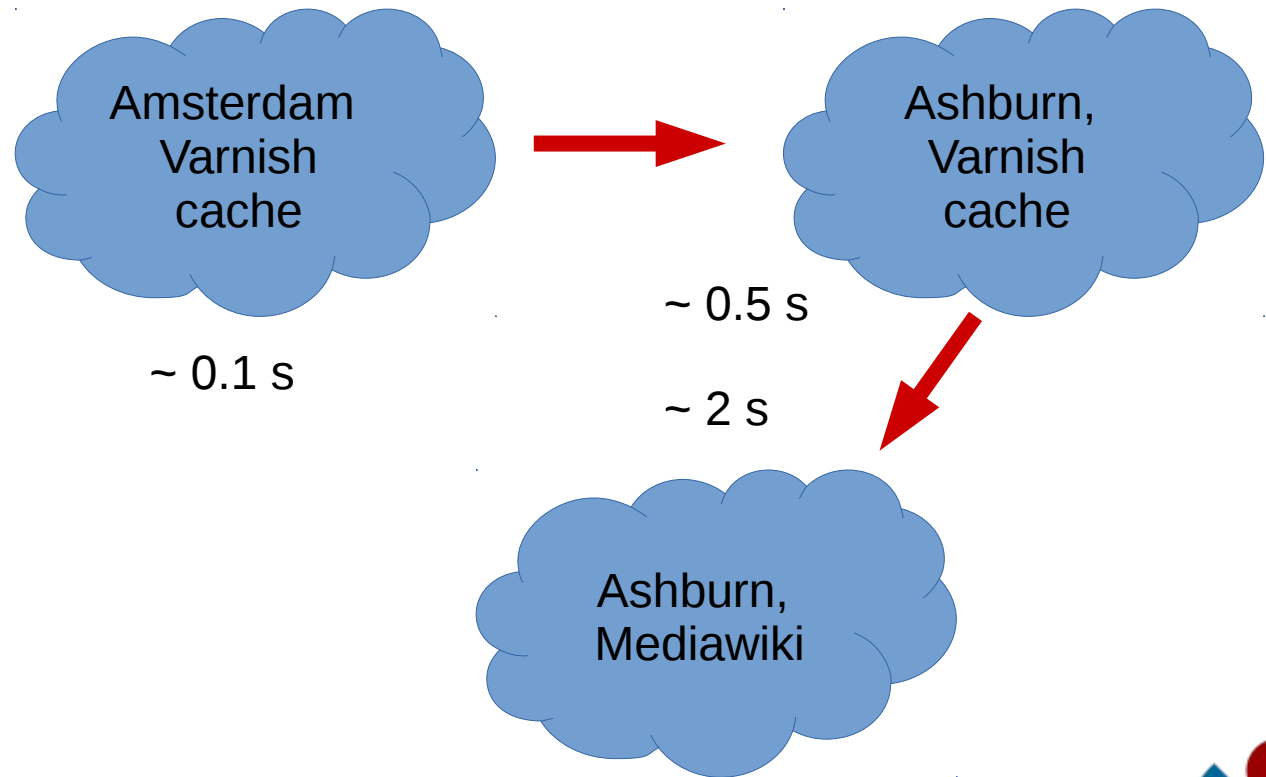 Amsterdam
Varnish
cache
Ashburn,
Varnish
cache
~ 0.1 s
~ 0.5 s
~ 2 s
Ashburn,
Mediawiki